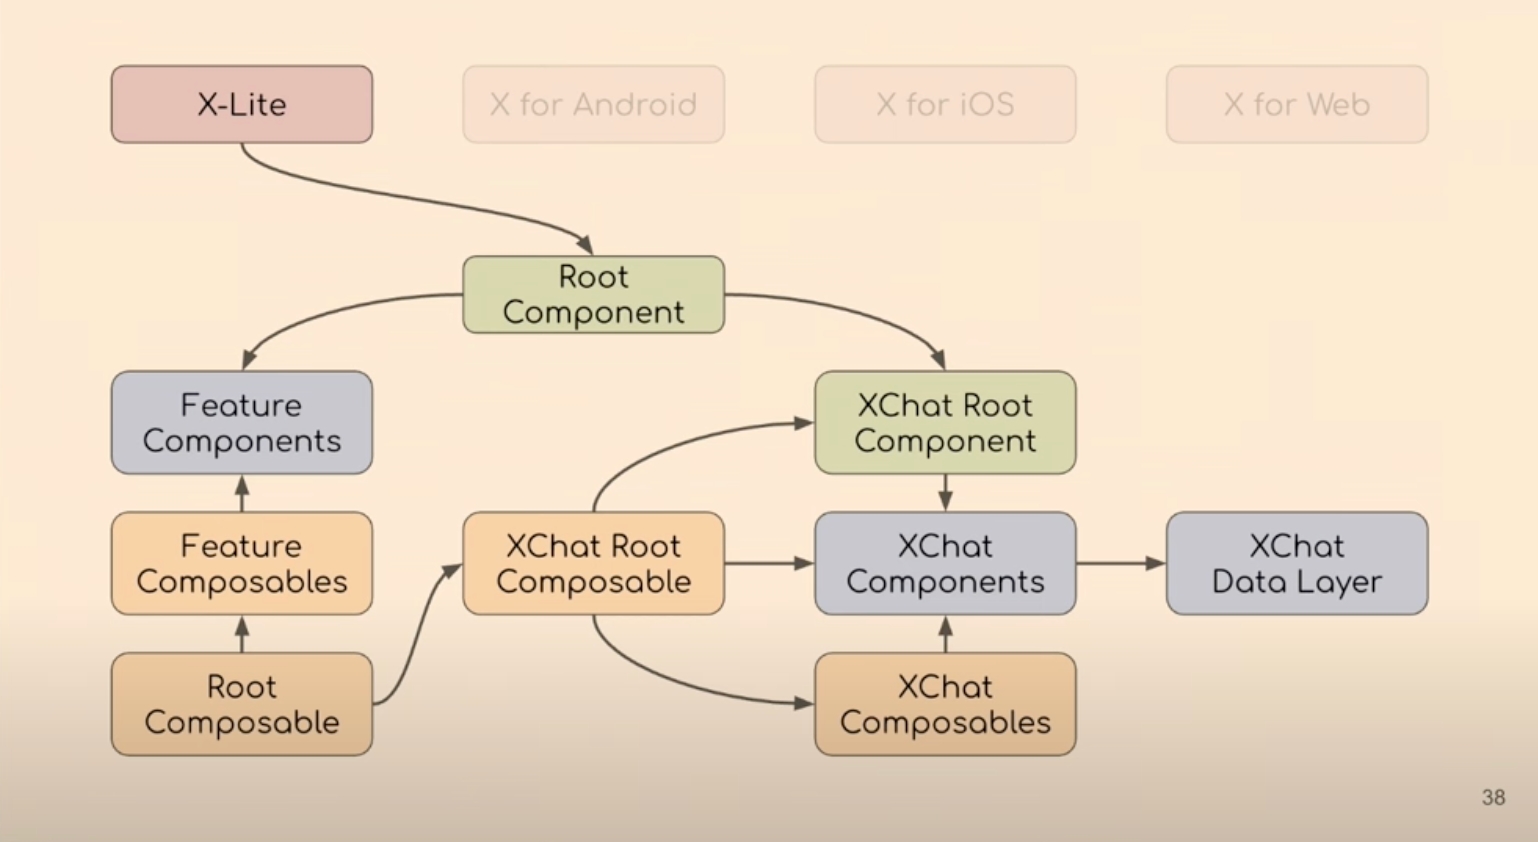 X-Lite
X for Android
X for iOS
X for Web
Root
Component
Feature
Components
XChat Root
Component
Feature
Composables
XChat Root
Composable
XChat
Components
XChat
Data Layer
Root
Composable
XChat
Composables
38